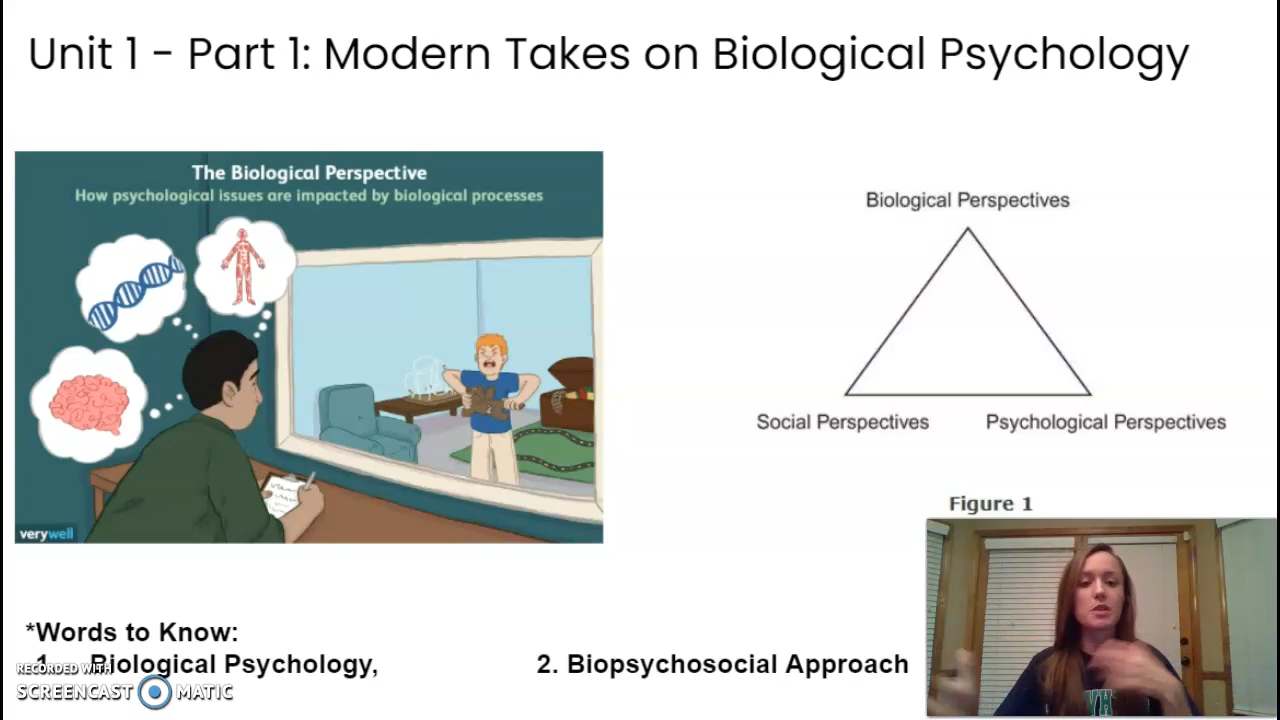 Unit 1 - Part 1: Modern Takes on Biological Psychology
The Biological Perspective
How psychological issues are impacted by biological processes
verywell
Biological Perspectives
Social Perspectives
Psychological Perspectives
Figure 1
*Words to Know:
1. Biological Psychology,
2. Biopsychosocial Approach
RECORDED WITH
SCREENCAST MATIC